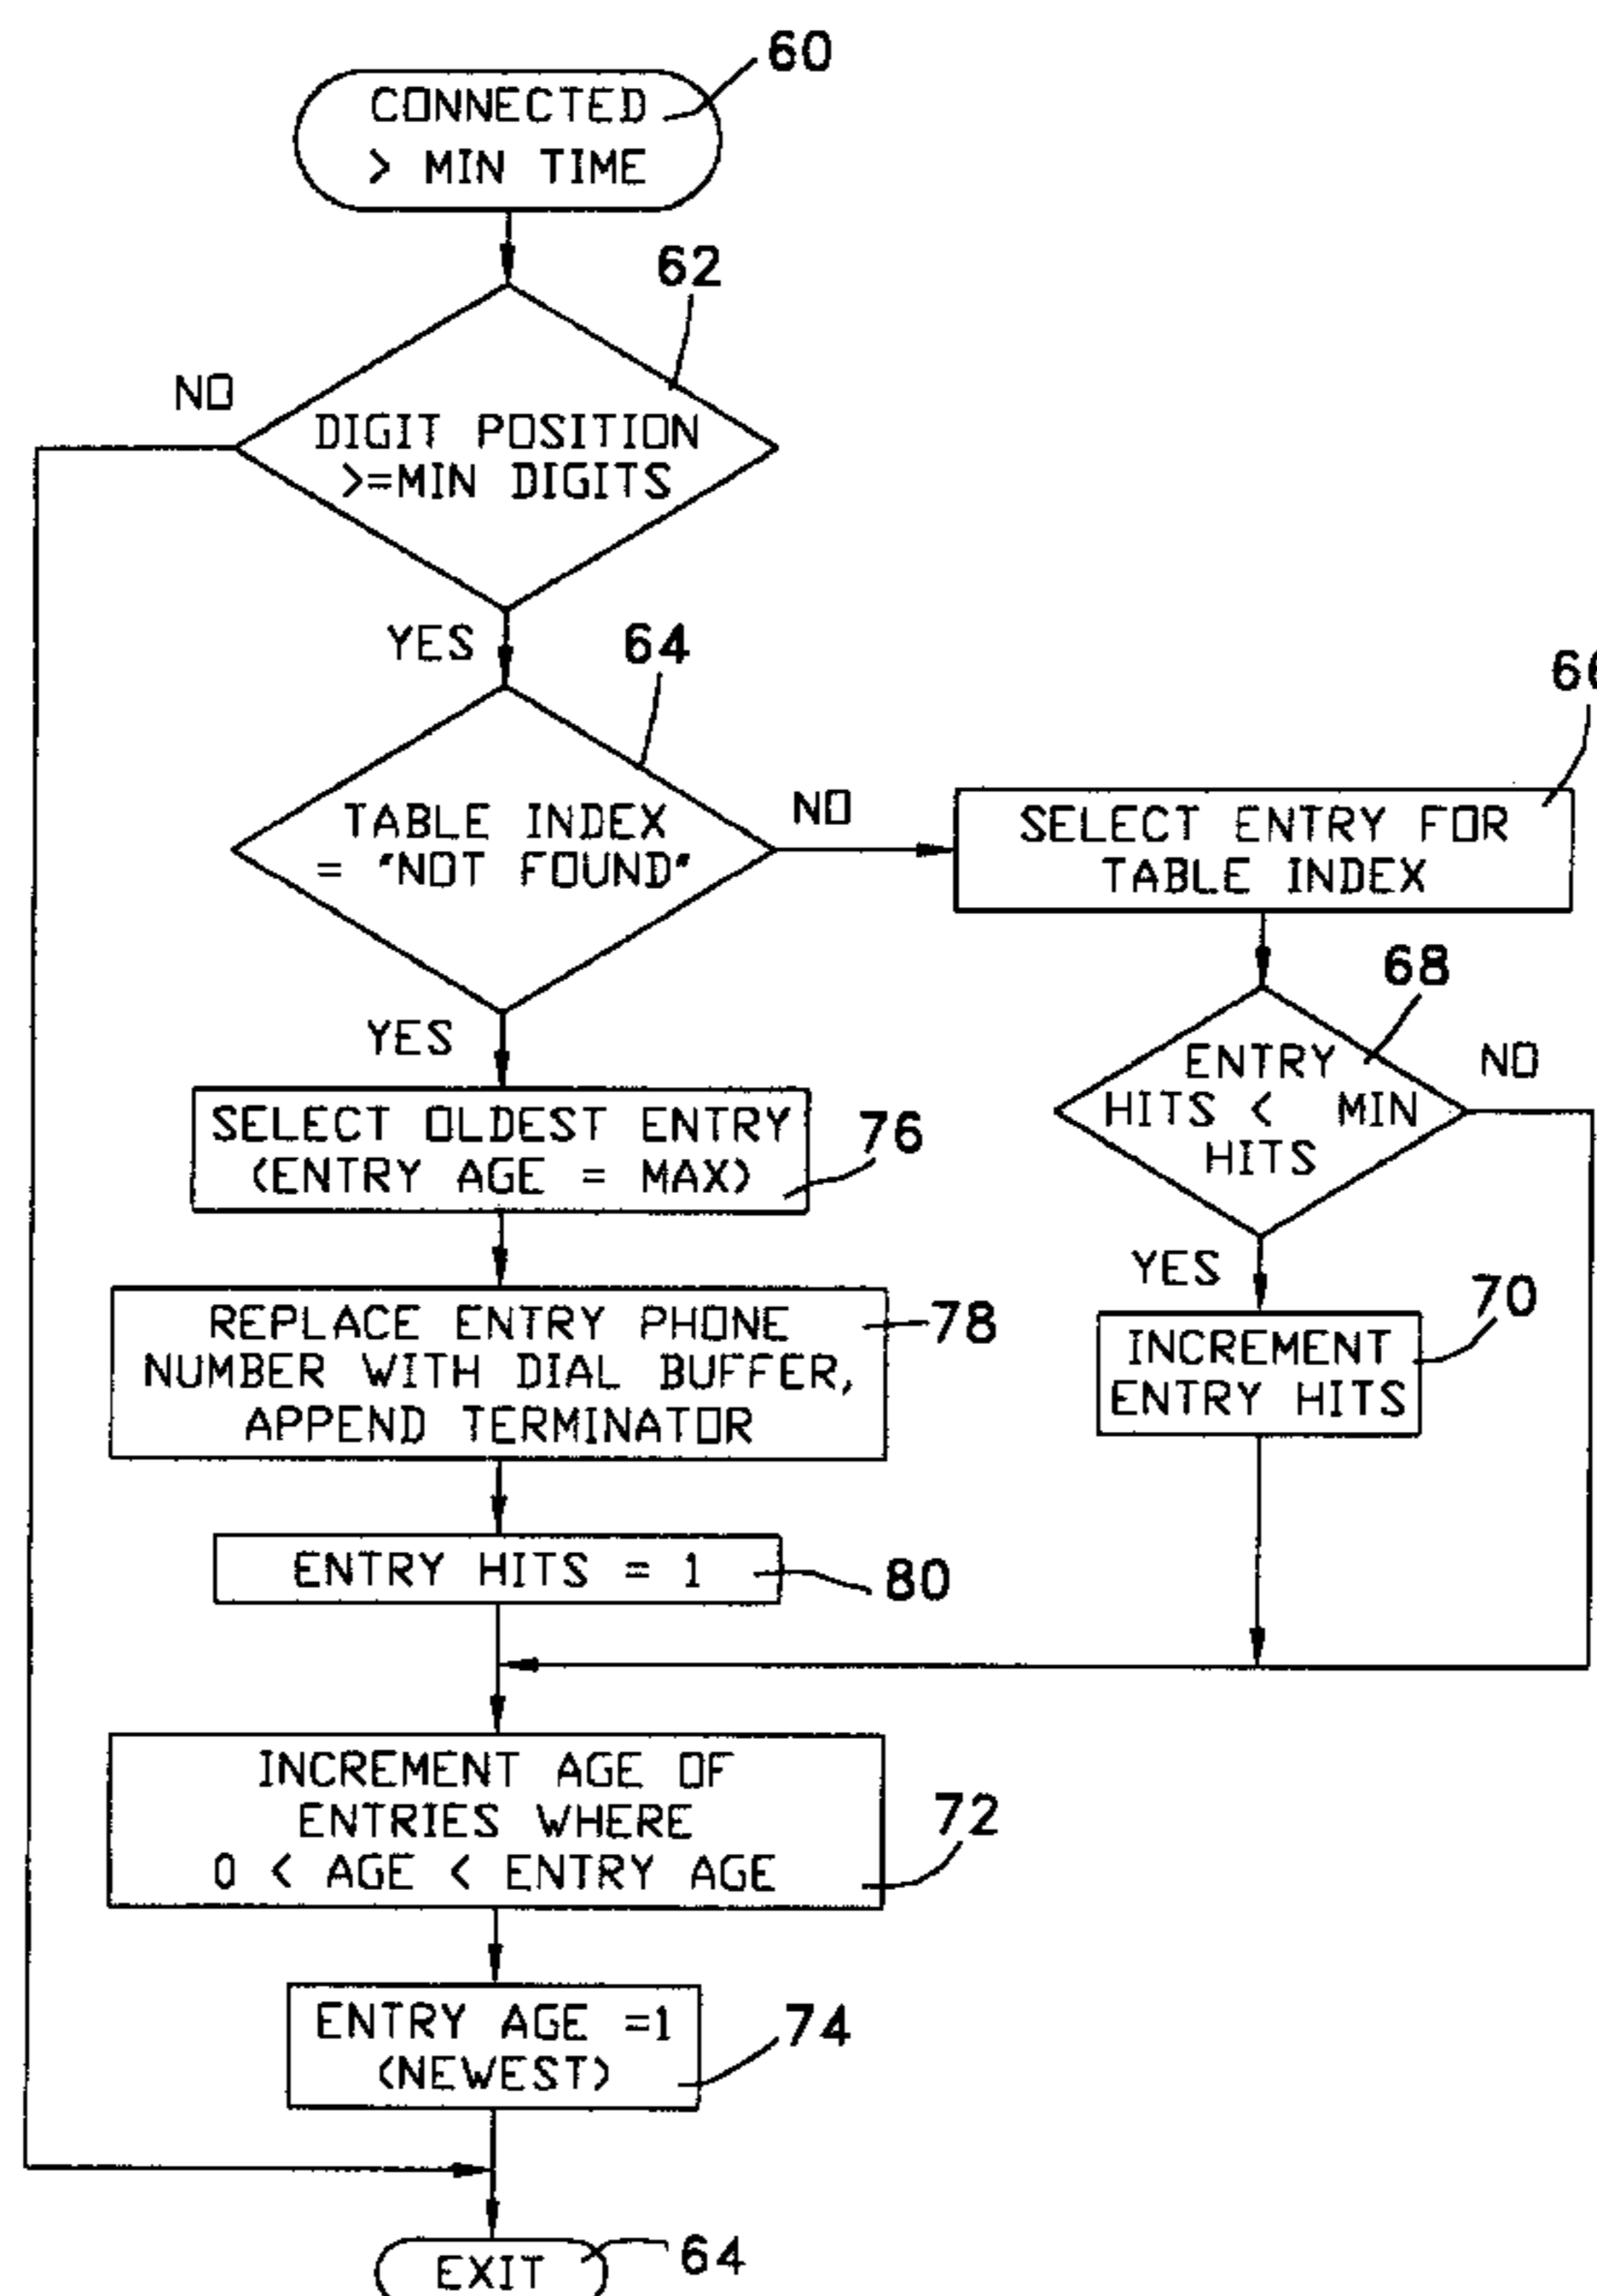 60
CONNECTED
> MIN TIME
62
NO
DIGIT POSITION
>=MIN DIGITS
YES
64
TABLE INDEX
= "NOT FOUND"
NO
SELECT ENTRY FOR
TABLE INDEX
68
ENTRY
HITS < MIN
HITS
NO
YES
70
INCREMENT
ENTRY HITS
YES
SELECT OLDEST ENTRY
(ENTRY AGE = MAX)
76
REPLACE ENTRY PHONE
NUMBER WITH DIAL BUFFER,
APPEND TERMINATOR
78
ENTRY HITS = 1
80
INCREMENT AGE OF
ENTRIES WHERE
0 < AGE < ENTRY AGE
72
ENTRY AGE =1
(NEWEST)
74
EXIT
64